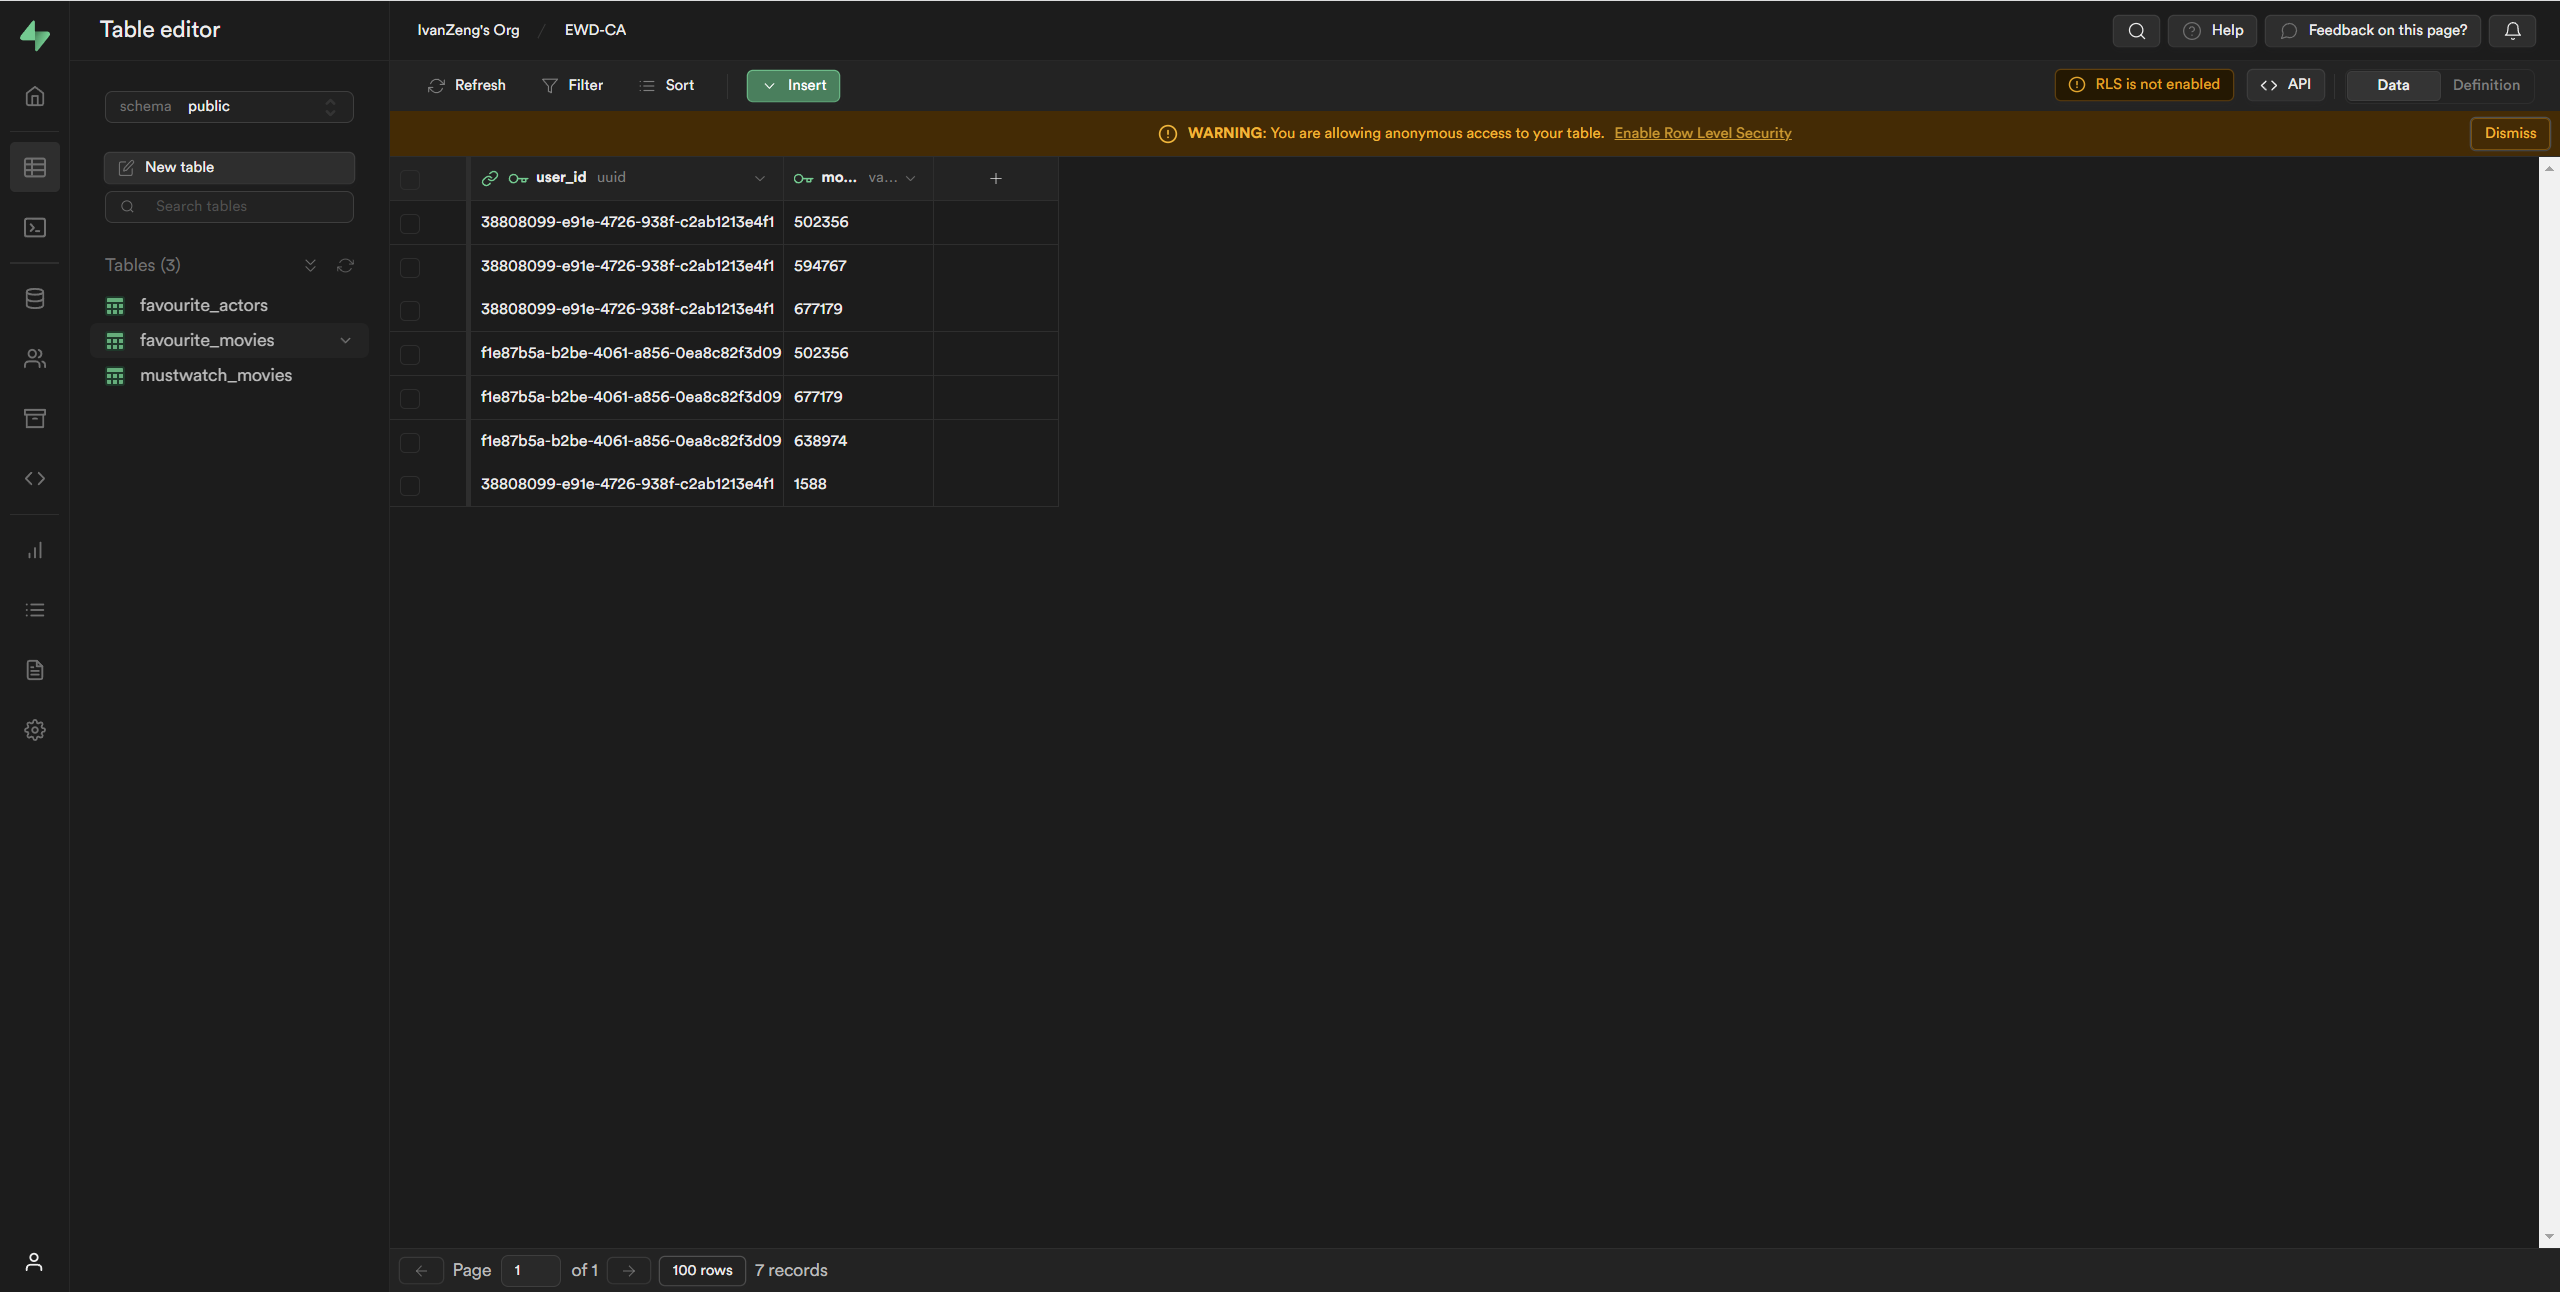 Table editor
IvanZeng's Org / EWD-CA
Help
Feedback on this page?
schema public
New table
Search tables
Tables (3)
favourite_actors
favourite_movies
mustwatch_movies
Refresh
Filter
Sort
Insert
RLS is not enabled
<> API
Data
Definition
WARNING: You are allowing anonymous access to your table. Enable Row Level Security
Dismiss
user_id uuid mo... va... +
38808099-e91e-4726-938f-c2ab1213e4f1 502356
38808099-e91e-4726-938f-c2ab1213e4f1 594767
38808099-e91e-4726-938f-c2ab1213e4f1 677179
f1e87b5a-b2be-4061-a856-0ea8c82f3d09 502356
f1e87b5a-b2be-4061-a856-0ea8c82f3d09 677179
f1e87b5a-b2be-4061-a856-0ea8c82f3d09 638974
38808099-e91e-4726-938f-c2ab1213e4f1 1588
Page 1 of 1 100 rows 7 records